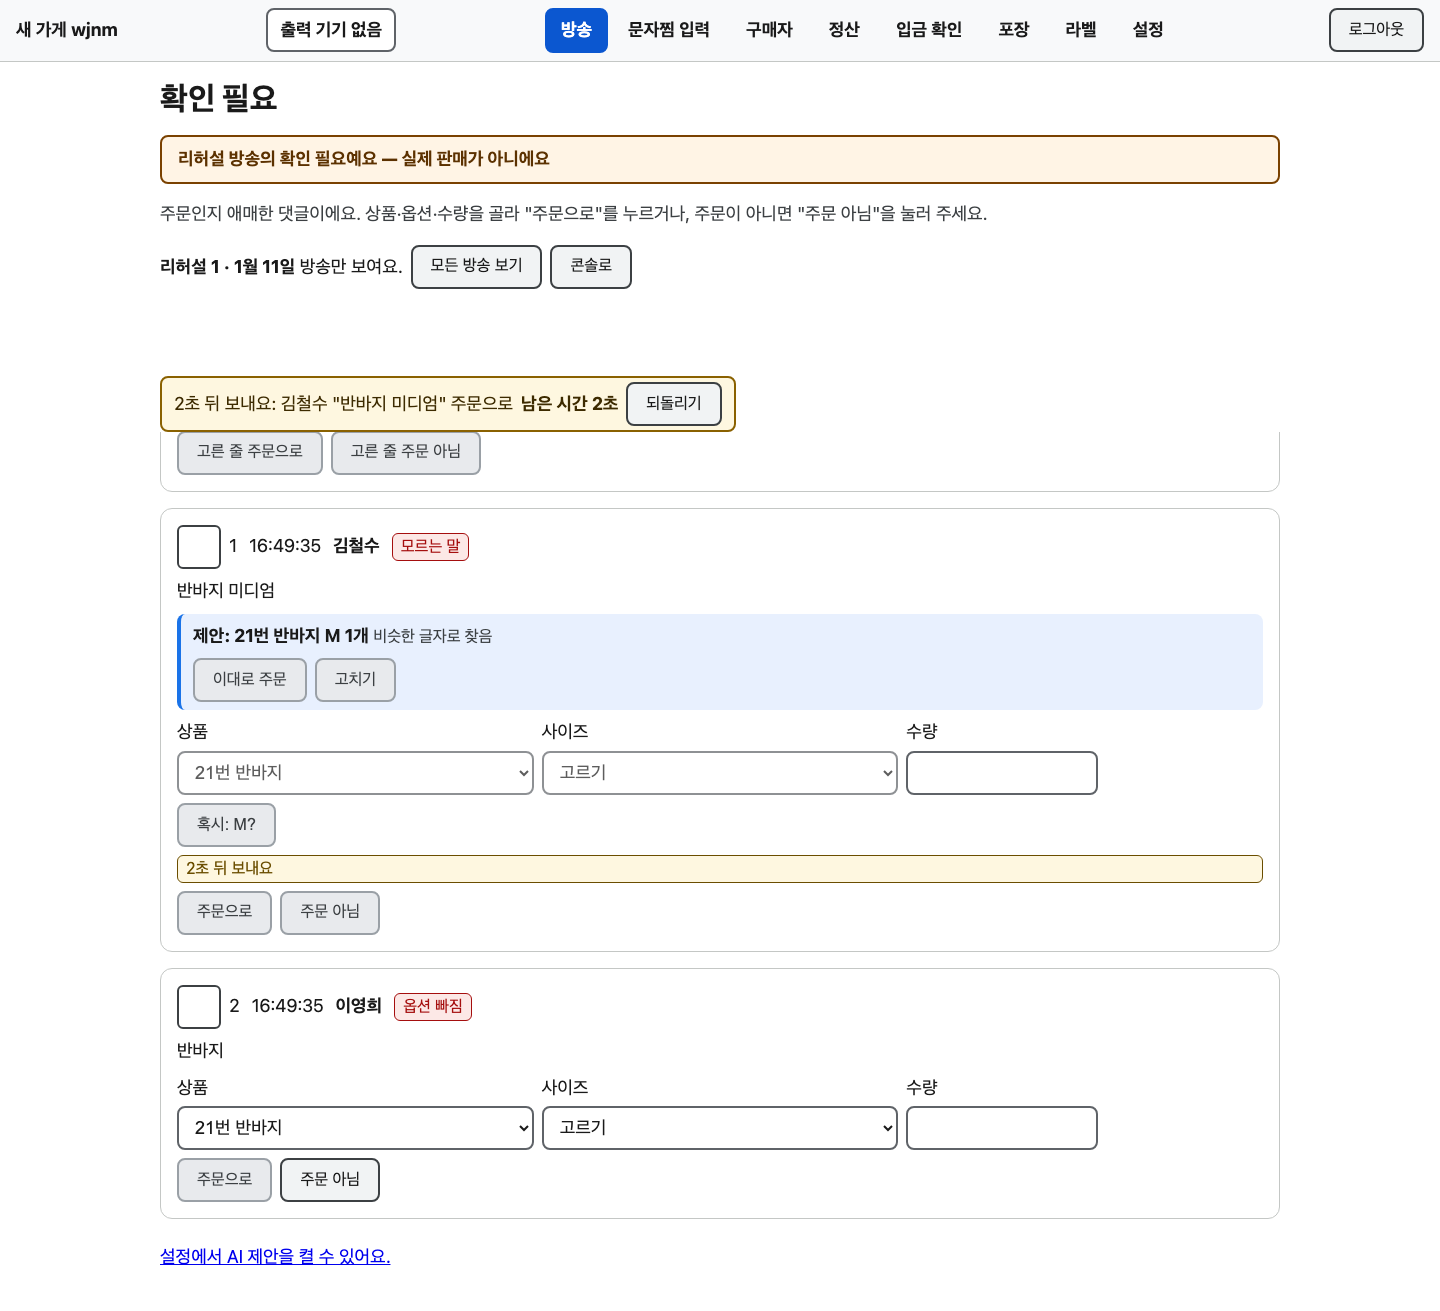 새 가게 wjnm 출력 기기 없음 방송 문자찜 입력 구매자 정산 입금 확인 포장 라벨 설정 로그아웃
확인 필요
리허설 방송의 확인 필요예요 — 실제 판매가 아니에요
주문인지 애매한 댓글이에요. 상품·옵션·수량을 골라 "주문으로"를 누르거나, 주문이 아니면 "주문 아님"을 눌러 주세요.
리허설 1 · 1월 11일 방송만 보여요. 모든 방송 보기 콘솔로
2초 뒤 보내요: 김철수 "반바지 미디엄" 주문으로 남은 시간 2초 되돌리기
고른 줄 주문으로 고른 줄 주문 아님
1 16:49:35 김철수 모르는 말
반바지 미디엄
제안: 21번 반바지 M 1개 비슷한 글자로 찾음
이대로 주문 고치기
상품 사이즈 수량
21번 반바지 고르기
혹시: M?
2초 뒤 보내요
주문으로 주문 아님
2 16:49:35 이영희 옵션 빠짐
반바지
상품 사이즈 수량
21번 반바지 고르기
주문으로 주문 아님
설정에서 AI 제안을 켤 수 있어요.